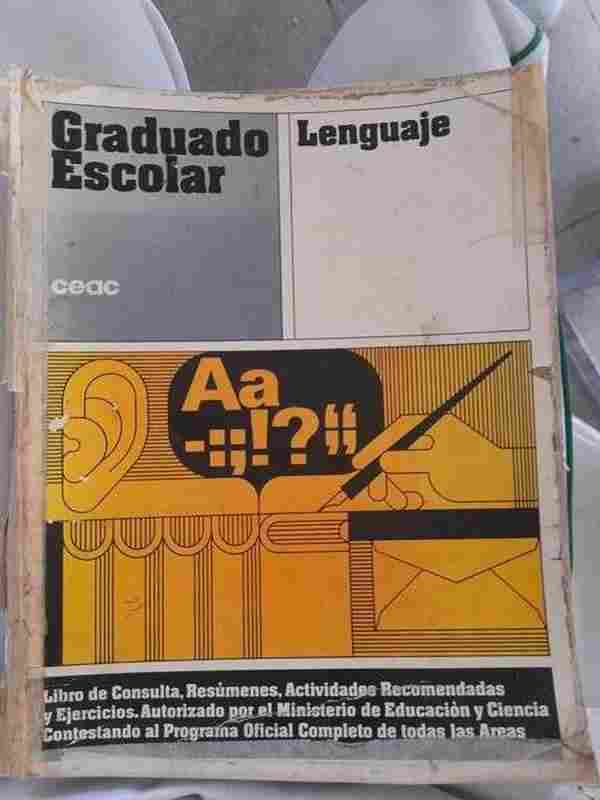 Graduado
Escolar
Lenguaje
ceac
Aa
-:;!?“
Libro de Consulta, Resúmenes, Actividades Recomendadas
y Ejercicios. Autorizado por el Ministerio de Educación y Ciencia
Contestando al Programa Oficial Completo de todas las Areas